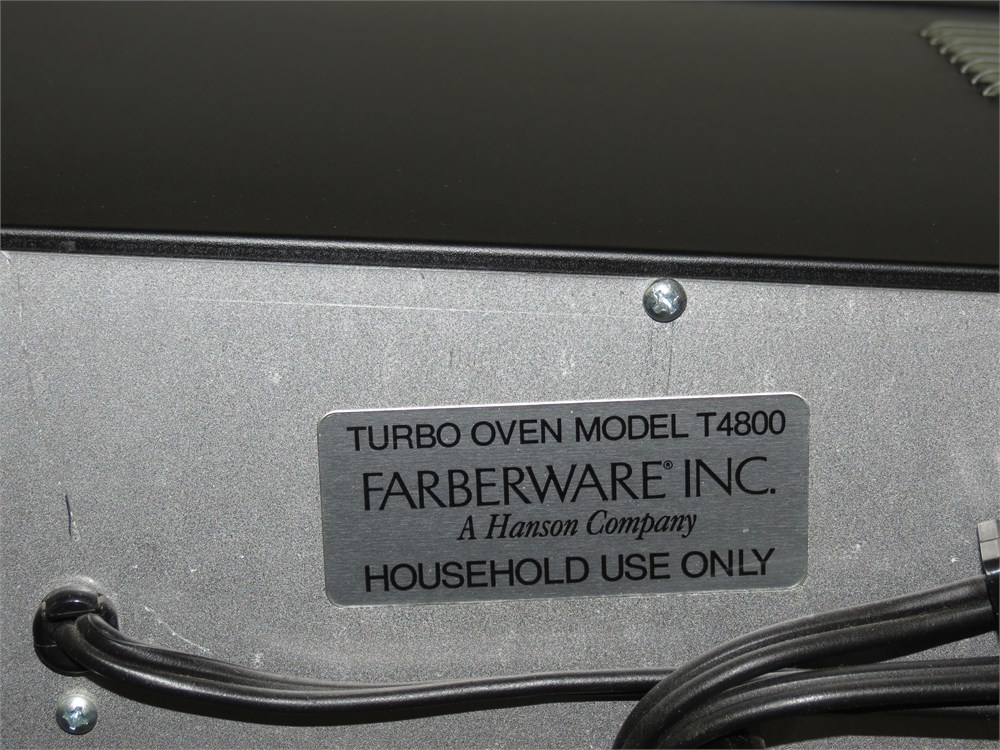 TURBO OVEN MODEL T4800
FARBERWARE® INC.
A Hanson Company
HOUSEHOLD USE ONLY